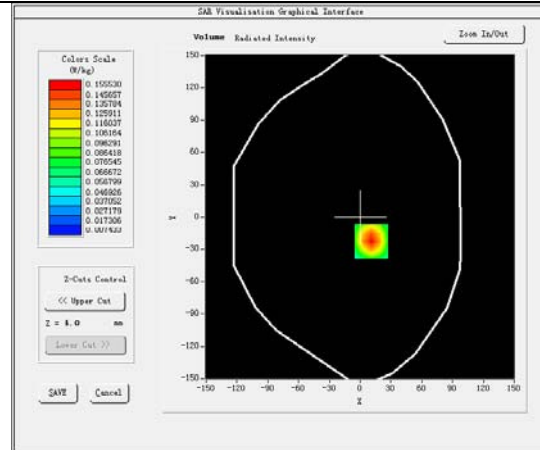 SAR Visualisation Graphical Interface
Volume Radiated Intensity
Zoom In/Out
Colors Scale
(W/kg)
0.155530
0.145657
0.135784
0.125911
0.116037
0.106164
0.096291
0.086418
0.076545
0.066672
0.056799
0.046926
0.037052
0.027179
0.017306
0.007433
150
120
90
60
30
0
-30
-60
-90
-120
-150
Y
-150 -120 -90 -60 -30 0 30 60 90 120 150
X
Z-Cuts Control
<< Upper Cut
Z = 4.0 mm
Lower Cut >>
SAVE
Cancel